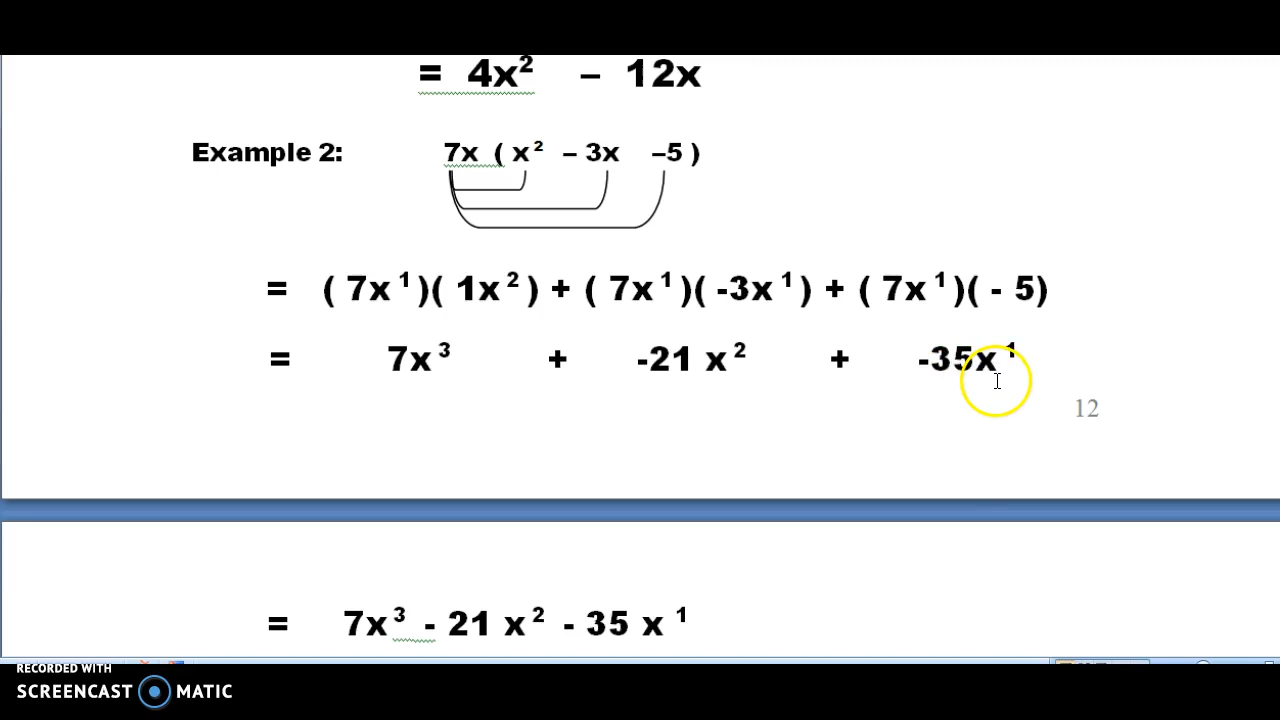 = 4x² – 12x
Example 2: 7x ( x² – 3x –5 )
= ( 7x¹ )( 1x² ) + ( 7x¹ )( -3x¹ ) + ( 7x¹ )( - 5)
= 7x³ + -21 x² + -35x¹
12
= 7x³ - 21 x² - 35 x¹
RECORDED WITH
SCREENCAST MATIC